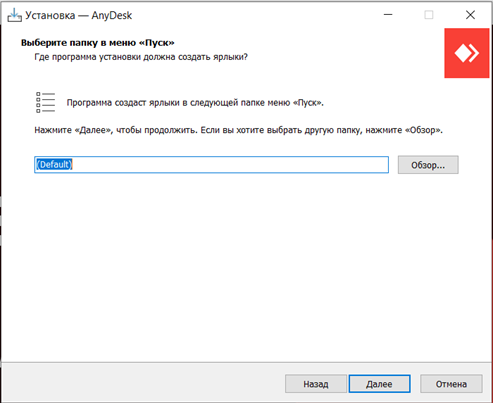 Установка — AnyDesk
Выберите папку в меню «Пуск»
Где программа установки должна создать ярлыки?
Программа создаст ярлыки в следующей папке меню «Пуск».
Нажмите «Далее», чтобы продолжить. Если вы хотите выбрать другую папку, нажмите «Обзор».
(Default)
Обзор...
Назад
Далее
Отмена